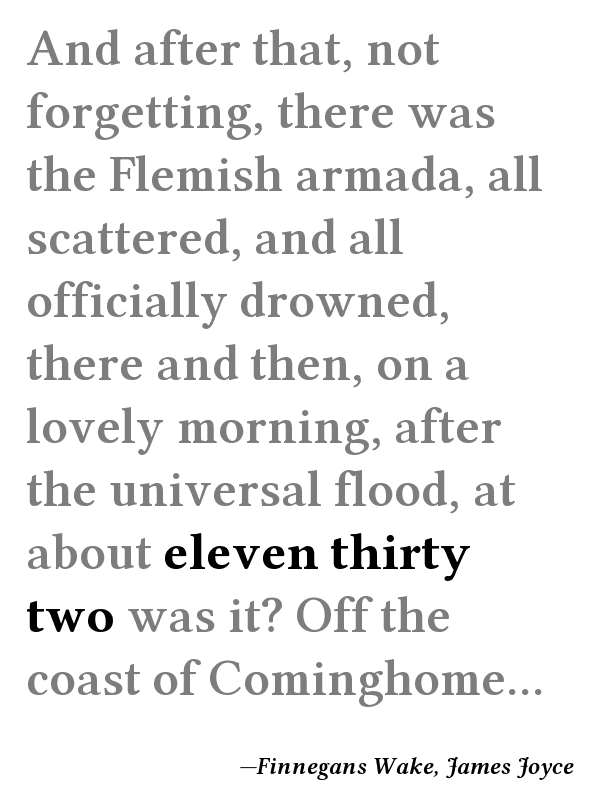 And after that, not
forgetting, there was
the Flemish armada, all
scattered, and all
officially drowned,
there and then, on a
lovely morning, after
the universal flood, at
about eleven thirty
two was it? Off the
coast of Cominghome...
—Finnegans Wake, James Joyce